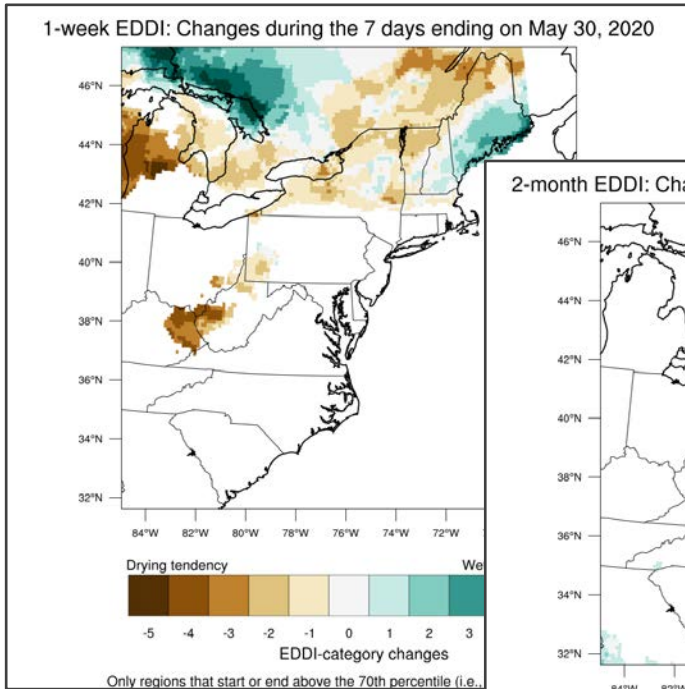 1-week EDDI: Changes during the 7 days ending on May 30, 2020
46°N
44°N
42°N
40°N
38°N
36°N
34°N
32°N
84°W 82°W 80°W 78°W 76°W 74°W 72°W
Drying tendency
-5 -4 -3 -2 -1 0 1 2 3
EDDI-category changes
Only regions that start or end above the 70th percentile (i.e.,
2-month EDDI:
46°N
44°N
42°N
40°N
38°N
36°N
34°N
32°N
84°W 82°W